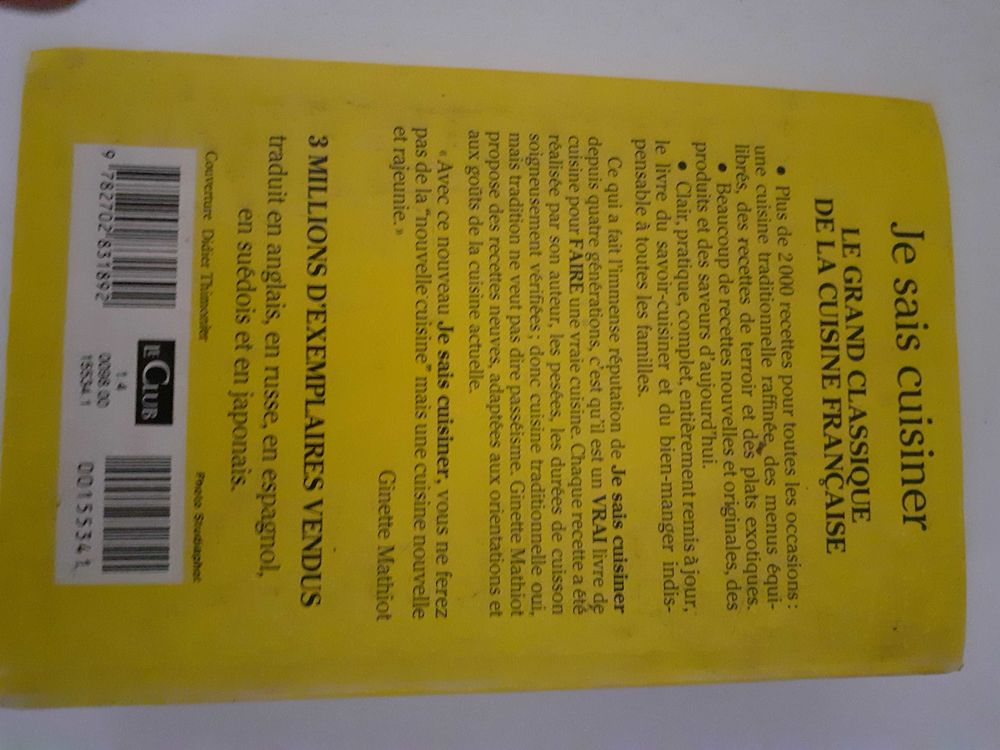 Je sais cuisiner
LE GRAND CLASSIQUE
DE LA CUISINE FRANÇAISE
• Plus de 2000 recettes pour toutes les occasions :
une cuisine traditionnelle raffinée, des menus équi-
librés, des recettes de terroir et des plats exotiques.
• Beaucoup de recettes nouvelles et originales, des
produits et des saveurs d'aujourd'hui.
• Clair, pratique, complet, entièrement remis à jour,
le livre du savoir-cuisiner et du bien-manger indis-
pensable à toutes les familles.
Ce qui a fait l'immense réputation de Je sais cuisiner
depuis quatre générations, c'est qu'il est un VRAI livre de
cuisine pour FAIRE une vraie cuisine. Chaque recette a été
réalisée par son auteur, les pesées, les durées de cuisson
soigneusement vérifiées ; donc cuisine traditionnelle oui,
mais tradition ne veut pas dire passéisme. Ginette Mathiot
propose des recettes neuves, adaptées aux orientations et
aux goûts de la cuisine actuelle.
« Avec ce nouveau Je sais cuisiner, vous ne ferez
pas de la "nouvelle cuisine" mais une cuisine nouvelle
et rajeunie. »
Ginette Mathiot
3 MILLIONS D'EXEMPLAIRES VENDUS
traduit en anglais, en russe, en espagnol,
en suédois et en japonais.
Couverture Didier Thimonier
Photo Studiaphot
9 782702 831892
LE CLUB
1.4
0098.00
15534.1
00155341